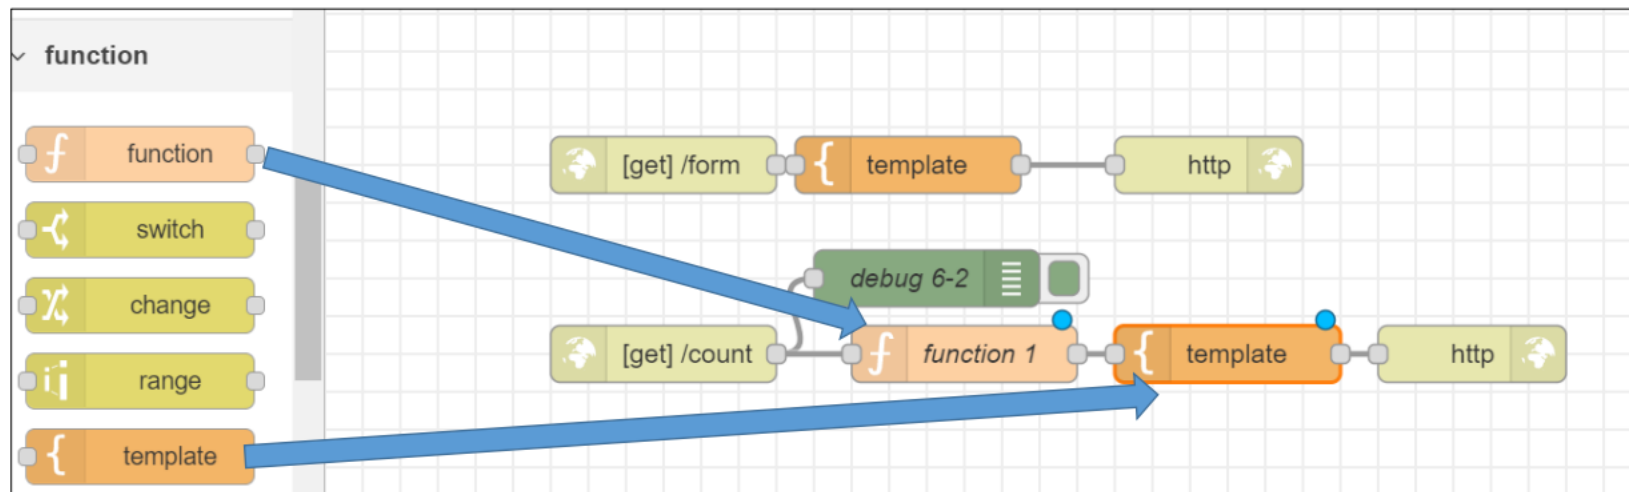 function
function
switch
change
range
template
[get] /form
template
http
debug 6-2
[get] /count
function 1
template
http